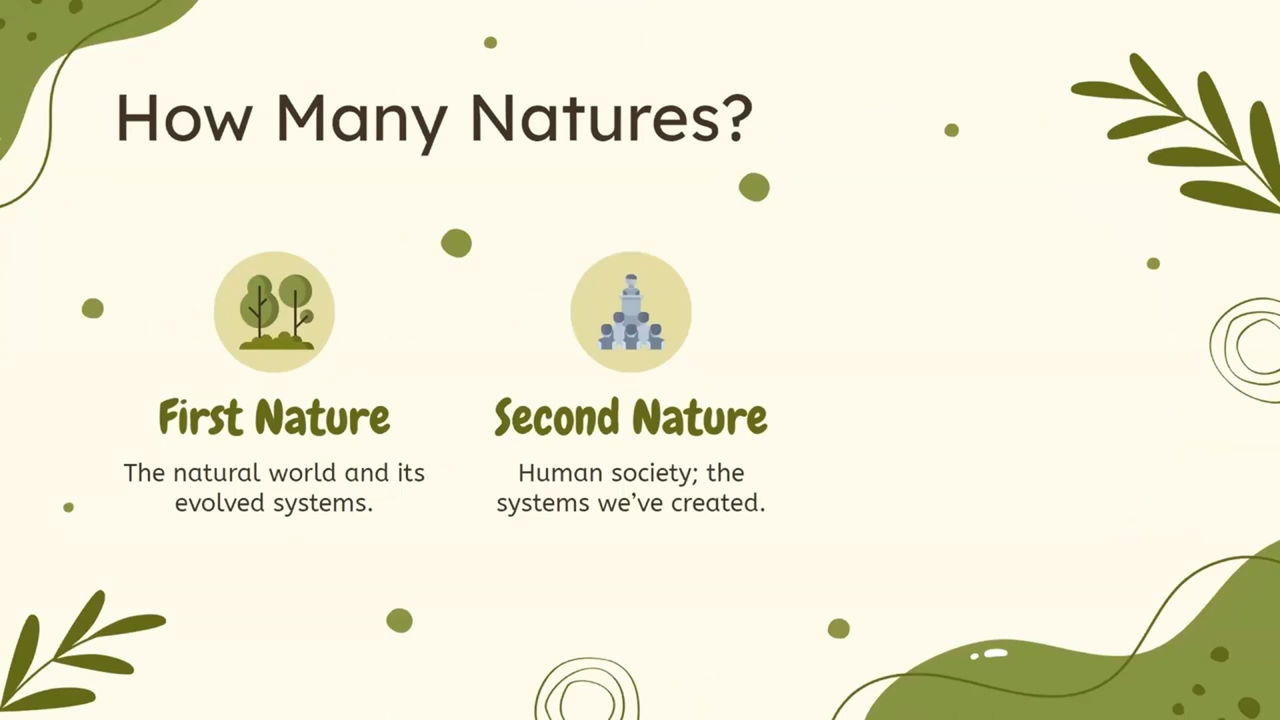 How Many Natures?
First Nature
The natural world and its
evolved systems.
Second Nature
Human society; the
systems we’ve created.